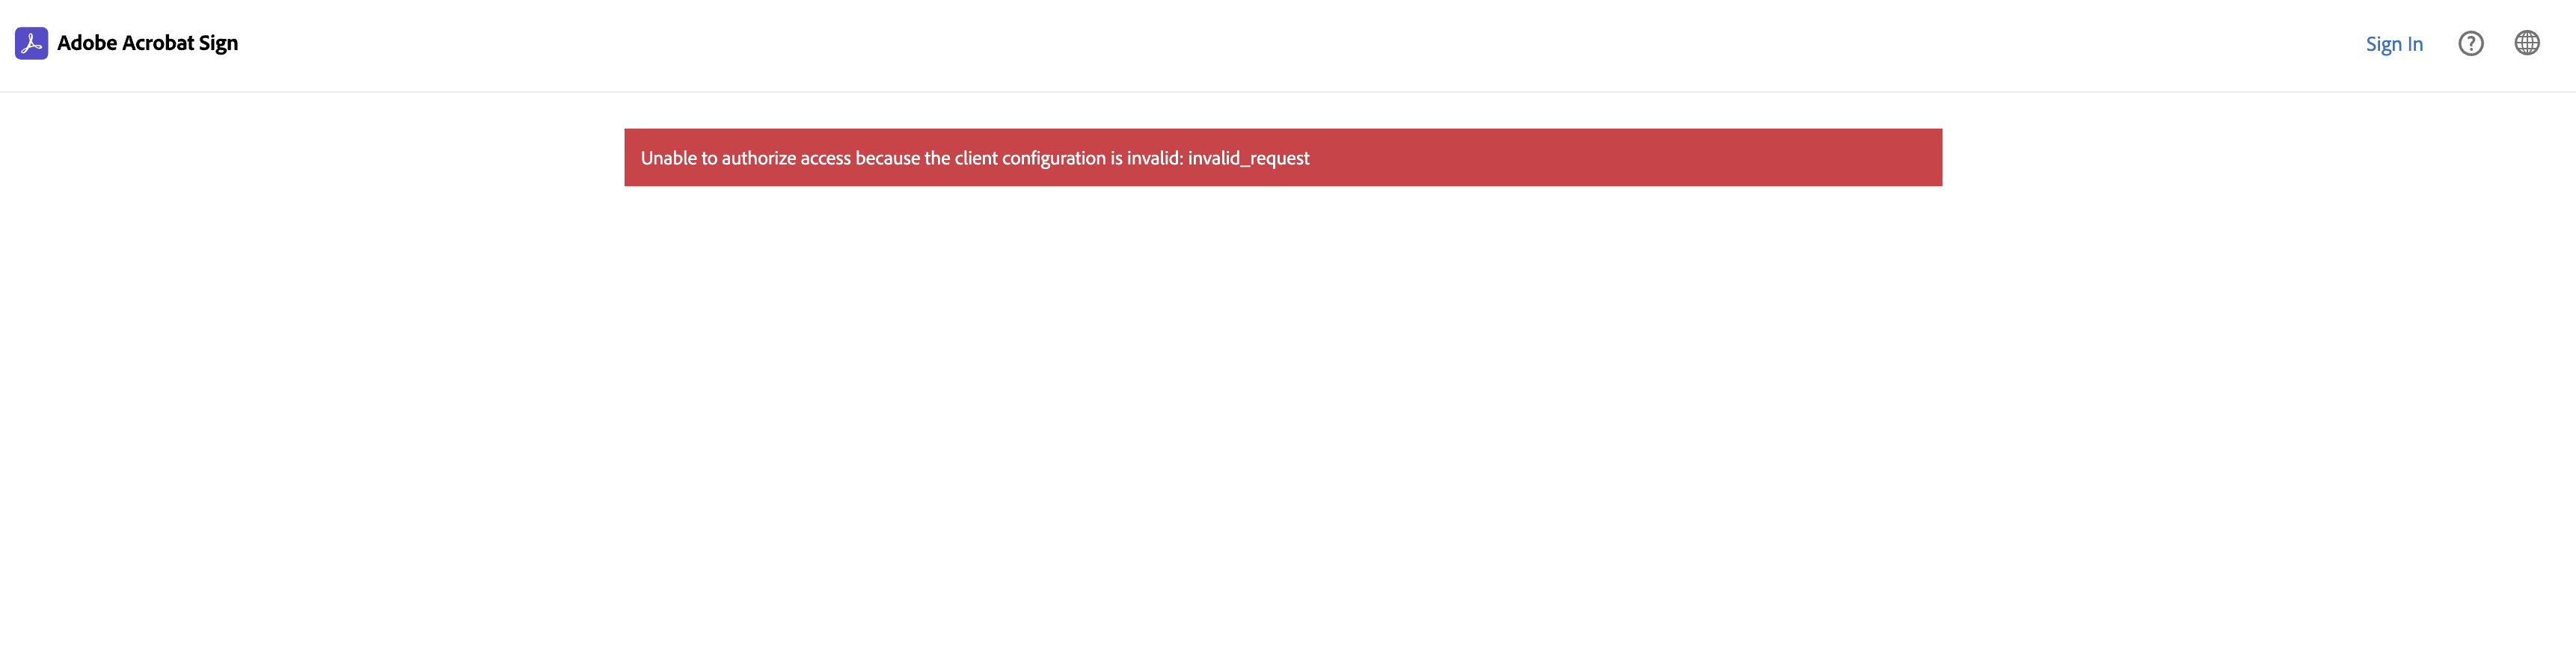 Adobe Acrobat Sign
Sign In
Unable to authorize access because the client configuration is invalid: invalid_request